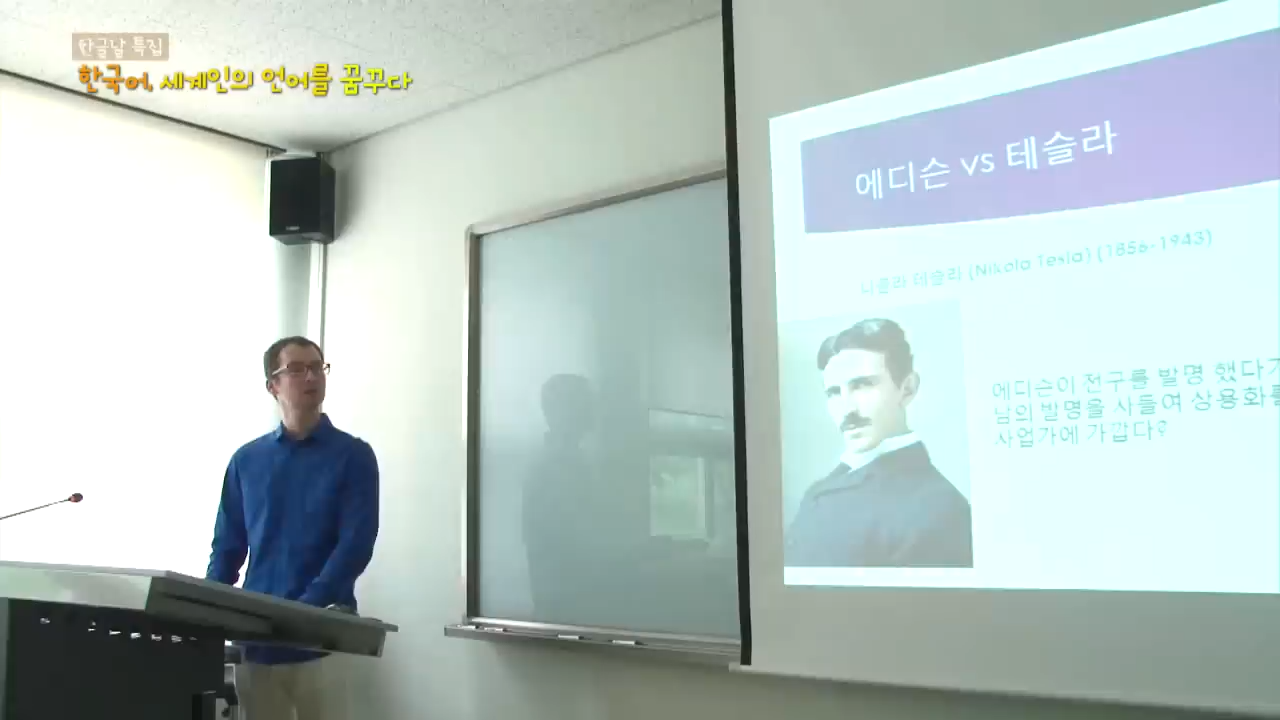 한글날 특집
한국어, 세계인의 언어를 꿈꾸다
에디슨 vs 테슬라
니콜라 테슬라 (Nikola Tesla) (1856-1943)
에디슨이 전구를 발명 했다기
남의 발명을 사들여 상용화를
사업가에 가깝다?